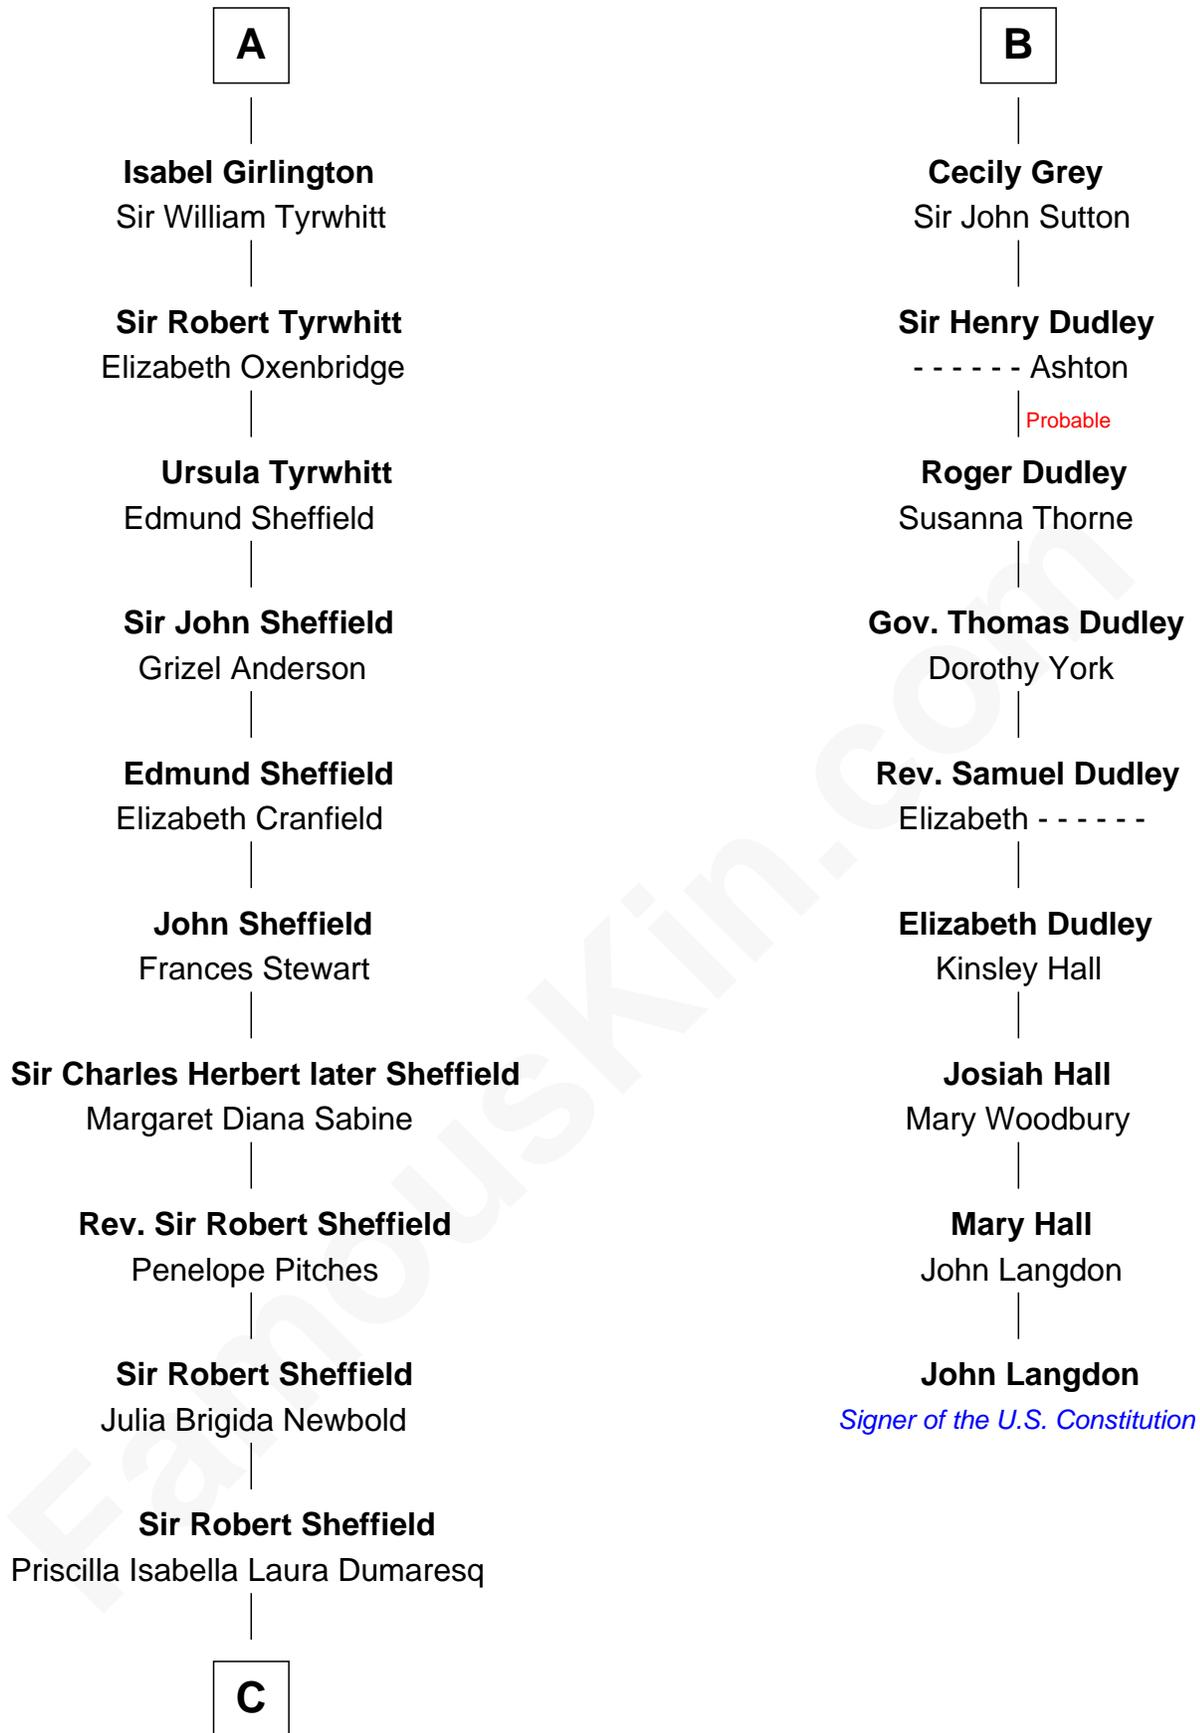 A
Isabel Girlington
Sir William Tyrwhitt
Sir Robert Tyrwhitt
Elizabeth Oxenbridge
Ursula Tyrwhitt
Edmund Sheffield
Sir John Sheffield
Grizel Anderson
Edmund Sheffield
Elizabeth Cranfield
John Sheffield
Frances Stewart
Sir Charles Herbert later Sheffield
Margaret Diana Sabine
Rev. Sir Robert Sheffield
Penelope Pitches
Sir Robert Sheffield
Julia Brigida Newbold
Sir Robert Sheffield
Priscilla Isabella Laura Dumaresq
C
B
Cecily Grey
Sir John Sutton
Sir Henry Dudley
- - - - - - Ashton
Probable
Roger Dudley
Susanna Thorne
Gov. Thomas Dudley
Dorothy York
Rev. Samuel Dudley
Elizabeth - - - - - -
Elizabeth Dudley
Kinsley Hall
Josiah Hall
Mary Woodbury
Mary Hall
John Langdon
John Langdon
Signer of the U.S. Constitution
FamousKin.com